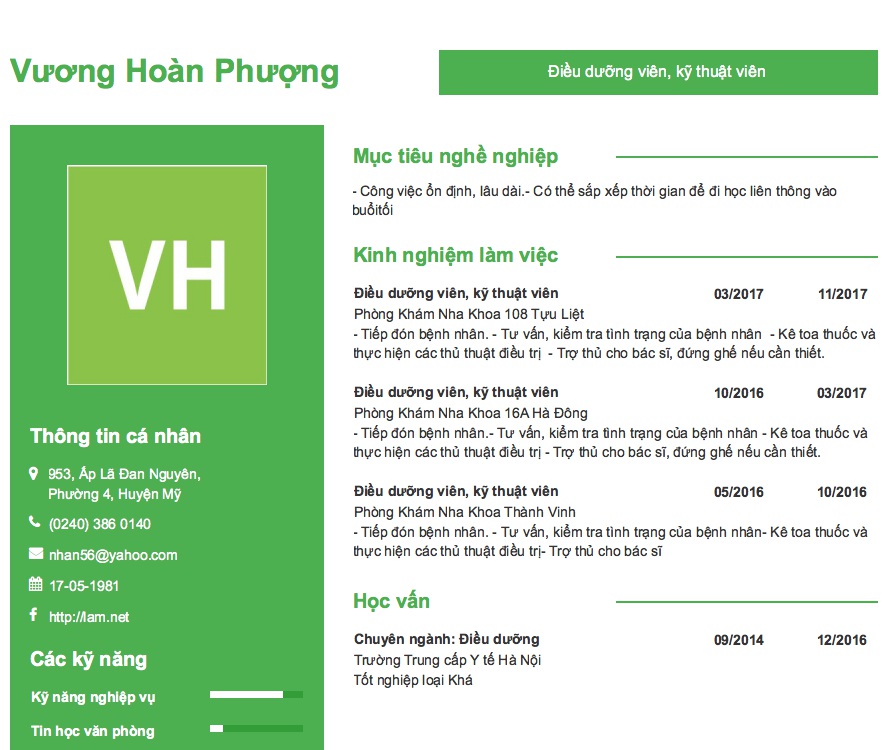 Vương Hoàn Phượng
Điều dưỡng viên, kỹ thuật viên
VH
Thông tin cá nhân
953, Ấp Lã Đan Nguyên,
Phường 4, Huyện Mỹ
(0240) 386 0140
nhan56@yahoo.com
17-05-1981
http://lam.net
Các kỹ năng
Kỹ năng nghiệp vụ
Tin học văn phòng
Mục tiêu nghề nghiệp
- Công việc ổn định, lâu dài.- Có thể sắp xếp thời gian để đi học liên thông vào
buổitối
Kinh nghiệm làm việc
Điều dưỡng viên, kỹ thuật viên 03/2017 11/2017
Phòng Khám Nha Khoa 108 Tựu Liệt
- Tiếp đón bệnh nhân. - Tư vấn, kiểm tra tình trạng của bệnh nhân - Kê toa thuốc và
thực hiện các thủ thuật điều trị - Trợ thủ cho bác sĩ, đứng ghế nếu cần thiết.
Điều dưỡng viên, kỹ thuật viên 10/2016 03/2017
Phòng Khám Nha Khoa 16A Hà Đông
- Tiếp đón bệnh nhân.- Tư vấn, kiểm tra tình trạng của bệnh nhân - Kê toa thuốc và
thực hiện các thủ thuật điều trị - Trợ thủ cho bác sĩ, đứng ghế nếu cần thiết.
Điều dưỡng viên, kỹ thuật viên 05/2016 10/2016
Phòng Khám Nha Khoa Thành Vinh
- Tiếp đón bệnh nhân. - Tư vấn, kiểm tra tình trạng của bệnh nhân- Kê toa thuốc và
thực hiện các thủ thuật điều trị- Trợ thủ cho bác sĩ
Học vấn
Chuyên ngành: Điều dưỡng 09/2014 12/2016
Trường Trung cấp Y tế Hà Nội
Tốt nghiệp loại Khá